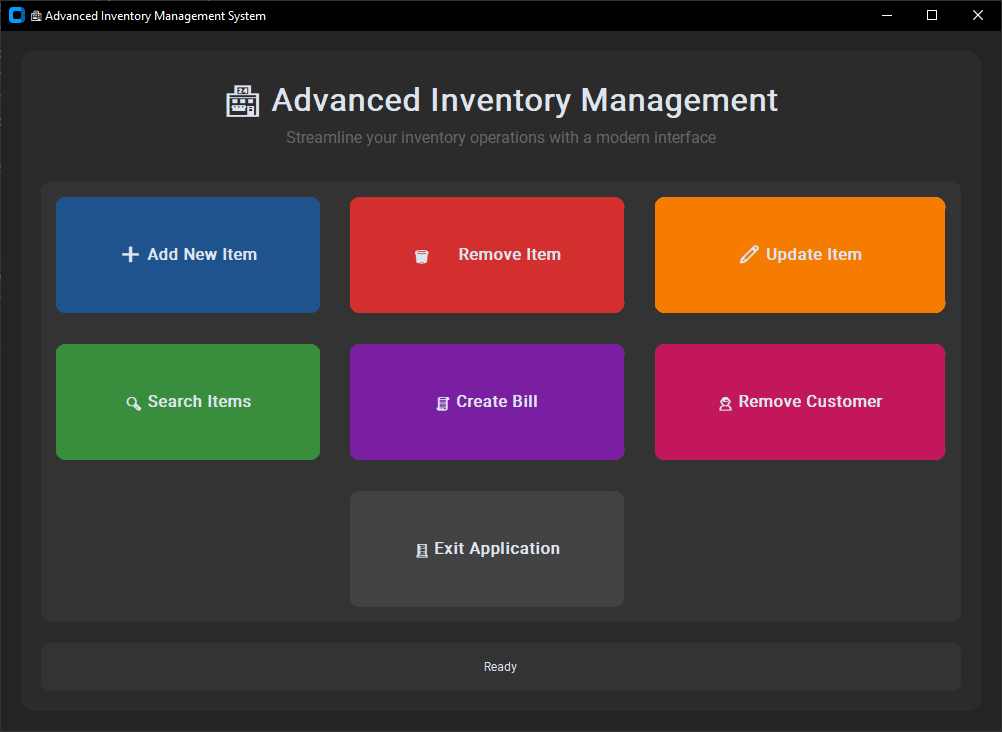 Advanced Inventory Management System
Advanced Inventory Management
Streamline your inventory operations with a modern interface
Add New Item
Remove Item
Update Item
Search Items
Create Bill
Remove Customer
Exit Application
Ready